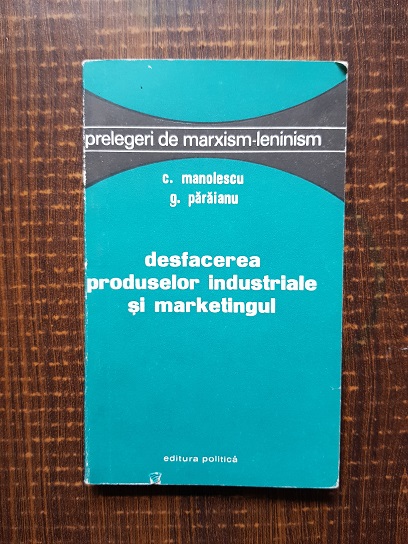 prelegeri de marxism-leninism
c. manolescu
g. părăianu
desfacerea
produselor industriale
și marketingul
editura politică